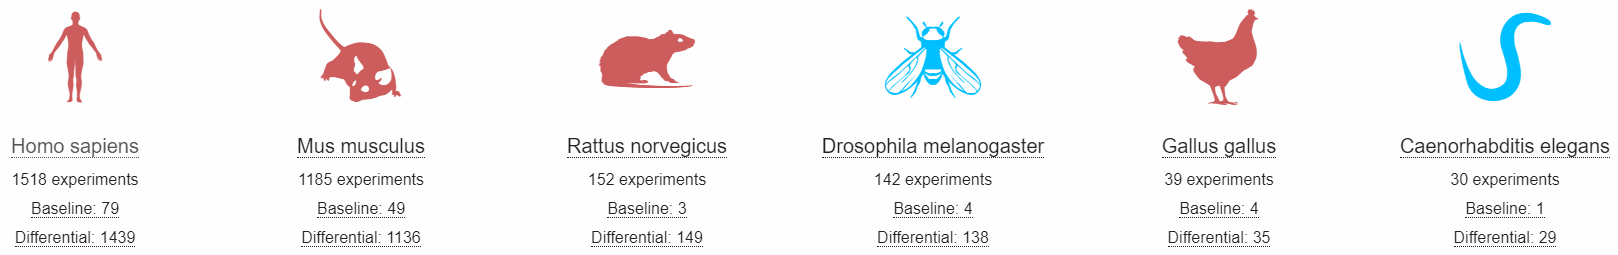 Homo sapiens
1518 experiments
Baseline: 79
Differential: 1439
Mus musculus
1185 experiments
Baseline: 49
Differential: 1136
Rattus norvegicus
152 experiments
Baseline: 3
Differential: 149
Drosophila melanogaster
142 experiments
Baseline: 4
Differential: 138
Gallus gallus
39 experiments
Baseline: 4
Differential: 35
Caenorhabditis elegans
30 experiments
Baseline: 1
Differential: 29